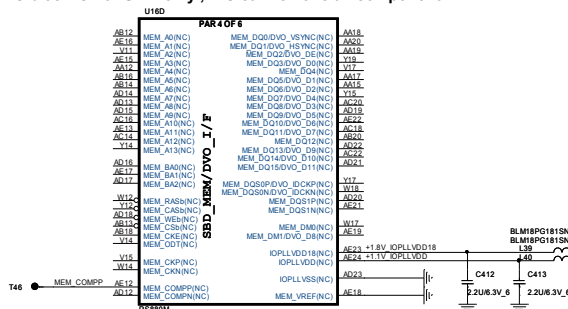 U16D
PAR 4 OF 6
SBD_MEM/DVO_I/F
AB12 MEM_A0(NC)
AE16 MEM_A1(NC)
V11 MEM_A2(NC)
AE15 MEM_A3(NC)
AA12 MEM_A4(NC)
AB16 MEM_A5(NC)
AB14 MEM_A6(NC)
AD14 MEM_A7(NC)
AD13 MEM_A8(NC)
AD15 MEM_A9(NC)
AC16 MEM_A10(NC)
AE13 MEM_A11(NC)
AC14 MEM_A12(NC)
Y14 MEM_A13(NC)
AD16 MEM_BA0(NC)
AE17 MEM_BA1(NC)
AD17 MEM_BA2(NC)
W12 MEM_RASb(NC)
Y12 MEM_CASb(NC)
AD18 MEM_WEb(NC)
AB13 MEM_CSb(NC)
AB18 MEM_CKE(NC)
V14 MEM_ODT(NC)
V15 MEM_CKP(NC)
W14 MEM_CKN(NC)
T46 MEM_COMPP AE12 MEM_COMPP(NC)
AD12 MEM_COMPN(NC)
MEM_DQ0/DVO_VSYNC(NC) AA18
MEM_DQ1/DVO_HSYNC(NC) AA20
MEM_DQ2/DVO_DE(NC) AA19
MEM_DQ3/DVO_D0(NC) Y19
MEM_DQ4(NC) V17
MEM_DQ5/DVO_D1(NC) AA17
MEM_DQ6/DVO_D2(NC) AA15
MEM_DQ7/DVO_D4(NC) Y15
MEM_DQ8/DVO_D3(NC) AC20
MEM_DQ9/DVO_D5(NC) AD19
MEM_DQ10/DVO_D6(NC) AE22
MEM_DQ11/DVO_D7(NC) AC18
MEM_DQ12(NC) AB20
MEM_DQ13/DVO_D9(NC) AD22
MEM_DQ14/DVO_D10(NC) AC22
MEM_DQ15/DVO_D11(NC) AD21
MEM_DQS0P/DVO_IDCKP(NC) Y17
MEM_DQS0N/DVO_IDCKN(NC) W18
MEM_DQS1P(NC) AD20
MEM_DQS1N(NC) AE21
MEM_DM0(NC) W17
MEM_DM1/DVO_D8(NC) AE19
IOPLLVDD18(NC) AE23 +1.8V_IOPLLVDD18
IOPLLVDD(NC) AE24 +1.1V_IOPLLVDD
IOPLLVSS(NC) AD23
MEM_VREF(NC) AE18
BLM18PG181SN
BLM18PG181SN
L39
L40
C412
2.2U/6.3V_6
C413
2.2U/6.3V_6